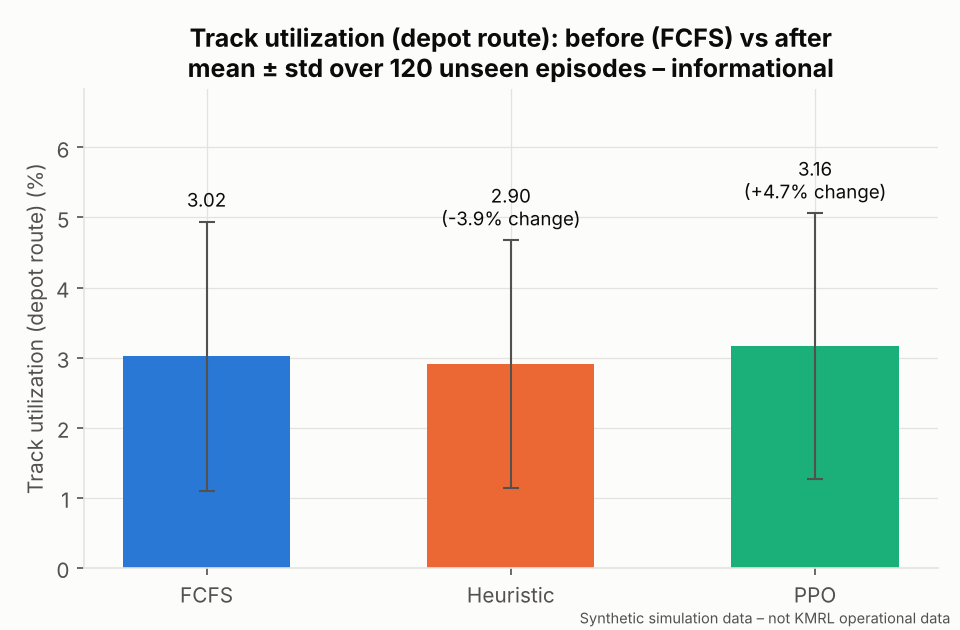 Track utilization (depot route): before (FCFS) vs after
mean ± std over 120 unseen episodes – informational
Track utilization (depot route) (%)
6
5
4
3
2
1
0
3.02
2.90
(-3.9% change)
3.16
(+4.7% change)
FCFS
Heuristic
PPO
Synthetic simulation data – not KMRL operational data